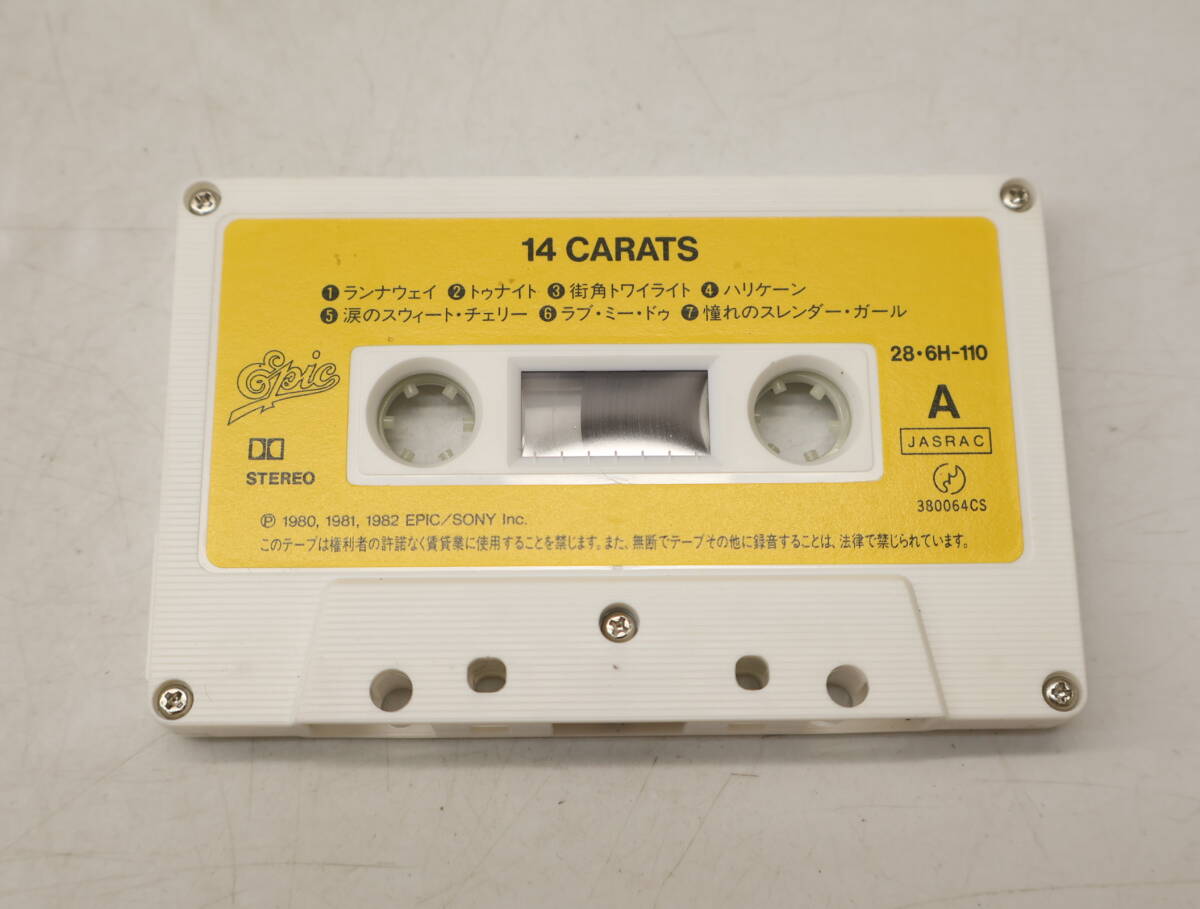 14 CARATS
❶ ランナウェイ ❷ トゥナイト ❸ 街角トワイライト ❹ ハリケーン
❺ 涙のスウィート・チェリー ❻ ラブ・ミー・ドゥ ❼ 憧れのスレンダー・ガール
28・6H-110
Epic
A
JASRAC
STEREO
380064CS
Ⓟ 1980, 1981, 1982 EPIC/SONY Inc.
このテープは権利者の許諾なく賃貸業に使用することを禁じます。また、無断でテープその他に録音することは、法律で禁じられています。